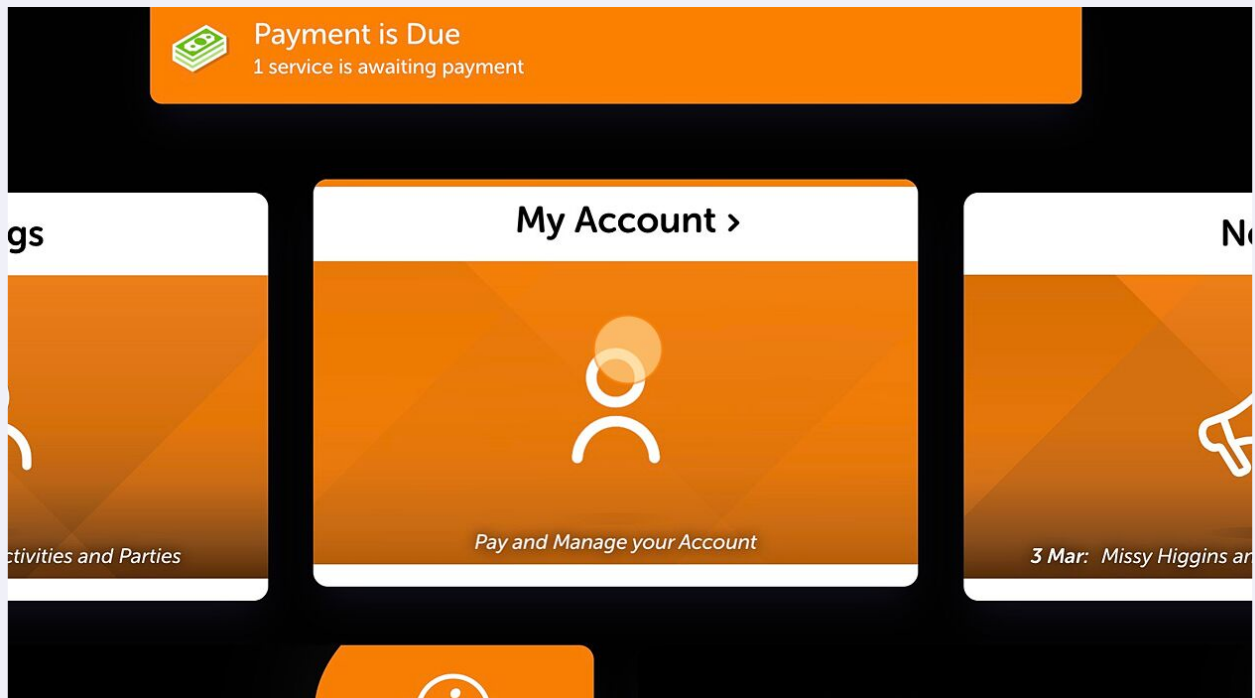 Payment is Due
1 service is awaiting payment
gs
My Account ›
ctivities and Parties
Pay and Manage your Account
3 Mar: Missy Higgins